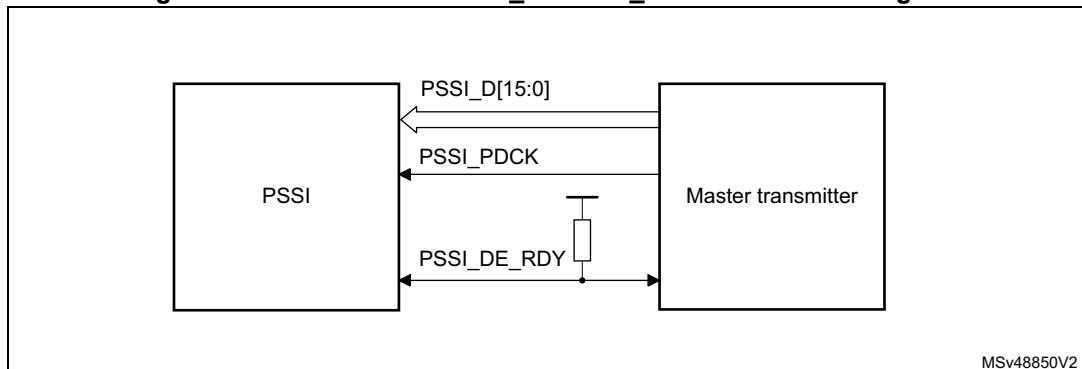 PSSI_D[15:0]
PSSI_PDCK
PSSI
Master transmitter
PSSI_DE_RDY
MSv48850V2